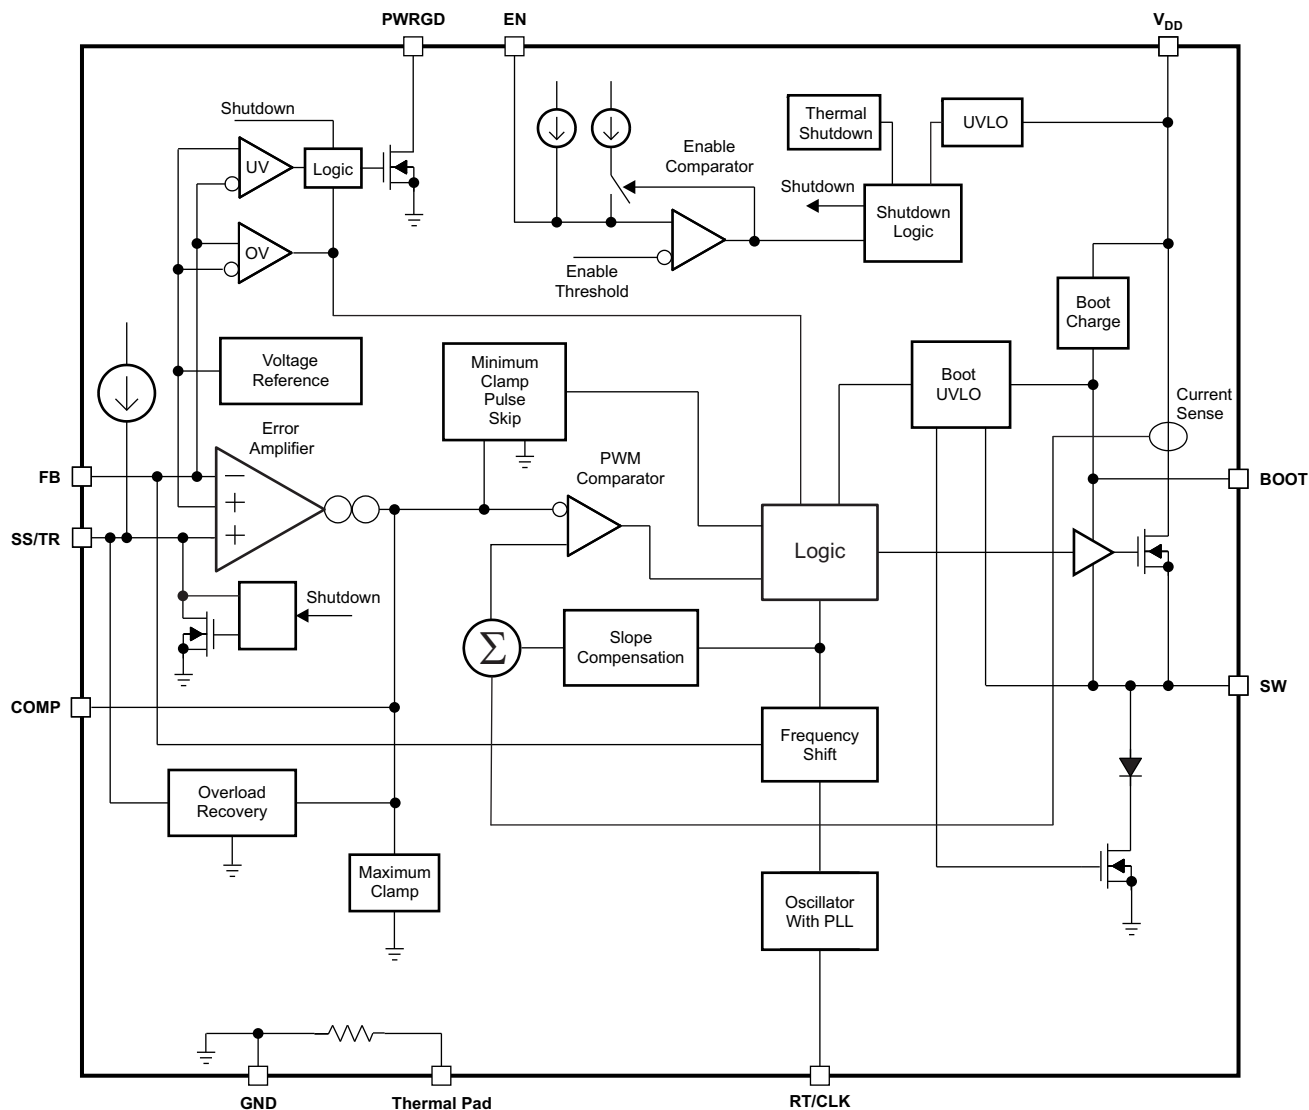 PWRGD
EN
VDD
Shutdown
UV
Logic
OV
Enable
Comparator
Enable
Threshold
Thermal
Shutdown
UVLO
Shutdown
Shutdown
Logic
Boot
Charge
Voltage
Reference
Minimum
Clamp
Pulse
Skip
Boot
UVLO
Current
Sense
Error
Amplifier
PWM
Comparator
FB
−
+
+
SS/TR
BOOT
Logic
Shutdown
Σ
Slope
Compensation
SW
COMP
Frequency
Shift
Overload
Recovery
Maximum
Clamp
Oscillator
With PLL
GND
Thermal Pad
RT/CLK